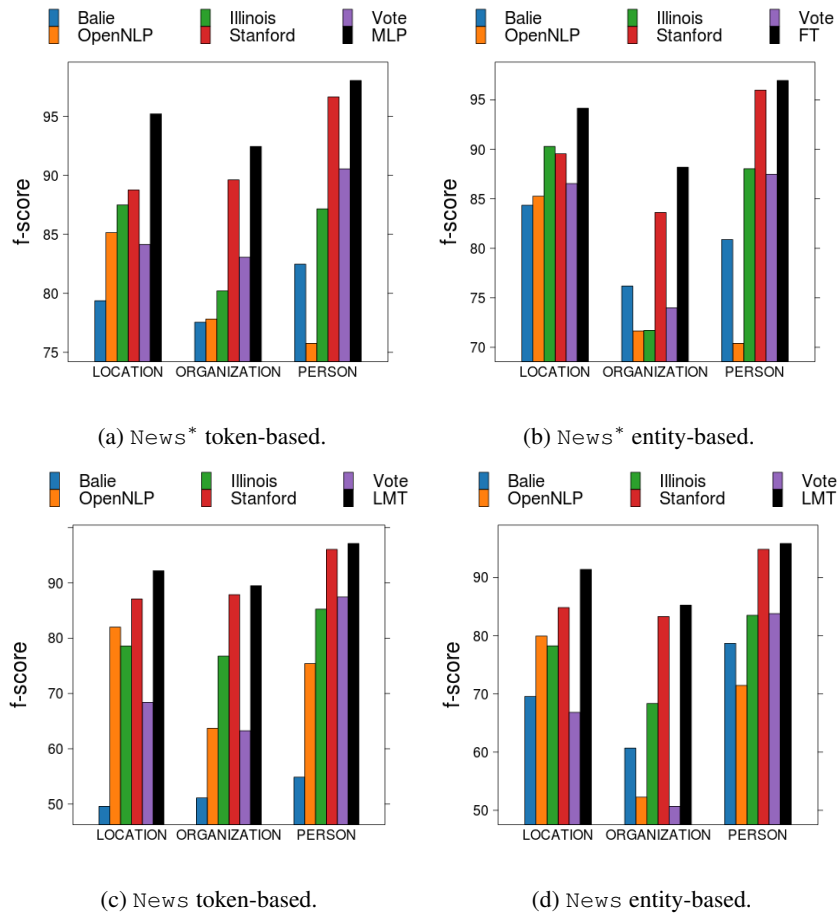 Balie Illinois Vote
OpenNLP Stanford MLP
f-score
95
90
85
80
75
LOCATION ORGANIZATION PERSON
(a) News* token-based.
Balie Illinois Vote
OpenNLP Stanford FT
f-score
95
90
85
80
75
70
LOCATION ORGANIZATION PERSON
(b) News* entity-based.
Balie Illinois Vote
OpenNLP Stanford LMT
f-score
90
80
70
60
50
LOCATION ORGANIZATION PERSON
(c) News token-based.
Balie Illinois Vote
OpenNLP Stanford LMT
f-score
90
80
70
60
50
LOCATION ORGANIZATION PERSON
(d) News entity-based.